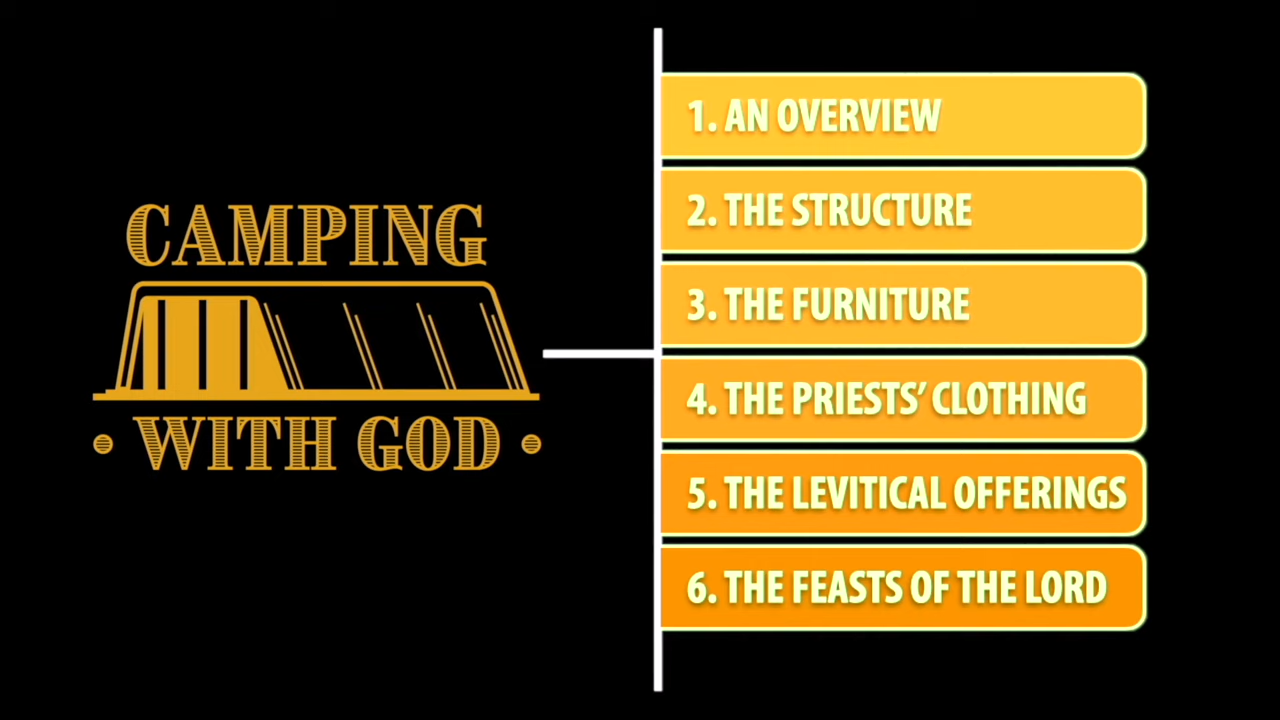 CAMPING
• WITH GOD •
1. AN OVERVIEW
2. THE STRUCTURE
3. THE FURNITURE
4. THE PRIESTS’ CLOTHING
5. THE LEVITICAL OFFERINGS
6. THE FEASTS OF THE LORD